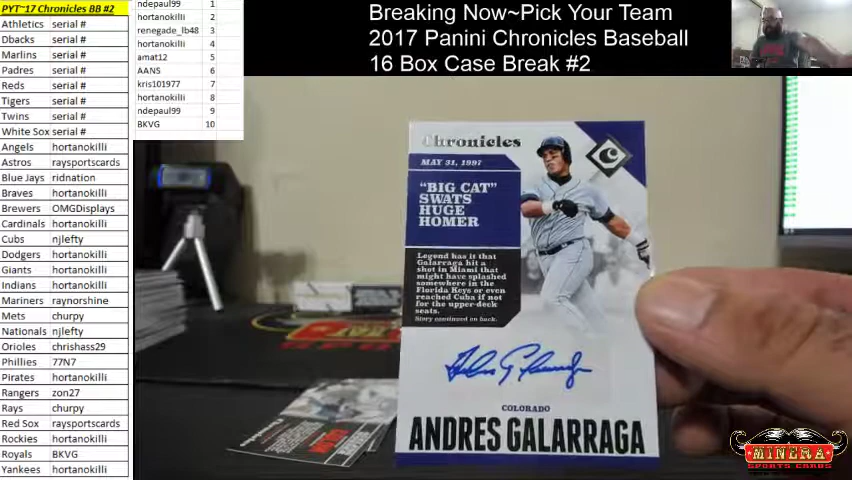 PYT~17 Chronicles BB #2
Athletics serial #
Dbacks serial #
Marlins serial #
Padres serial #
Reds serial #
Tigers serial #
Twins serial #
White Sox serial #
Angels hortanokilli
Astros raysportscards
Blue Jays ridnation
Braves hortanokilli
Brewers OMGDisplays
Cardinals hortanokilli
Cubs njlefty
Dodgers hortanokilli
Giants hortanokilli
Indians hortanokilli
Mariners raynorshine
Mets churpy
Nationals njlefty
Orioles chrishass29
Phillies 77N7
Pirates hortanokilli
Rangers zon27
Rays churpy
Red Sox raysportscards
Rockies hortanokilli
Royals BKVG
Yankees hortanokilli
ndepaul99 1
hortanokilli 2
renegade_lb48 3
hortanokilli 4
amat12 5
AANS 6
kris101977 7
hortanokilli 8
ndepaul99 9
BKVG 10
Breaking Now~Pick Your Team
2017 Panini Chronicles Baseball
16 Box Case Break #2
Chronicles
MAY 31, 1997
"BIG CAT"
SWATS
HUGE
HOMER
Legend has it that
Galarraga hit a
shot in Miami that
might have splashed
somewhere in the
Florida Keys or even
reached Cuba if not
for the upper-deck
seats.
Story continued on back.
COLORADO
ANDRES GALARRAGA
MINERA
SPORTS CARDS